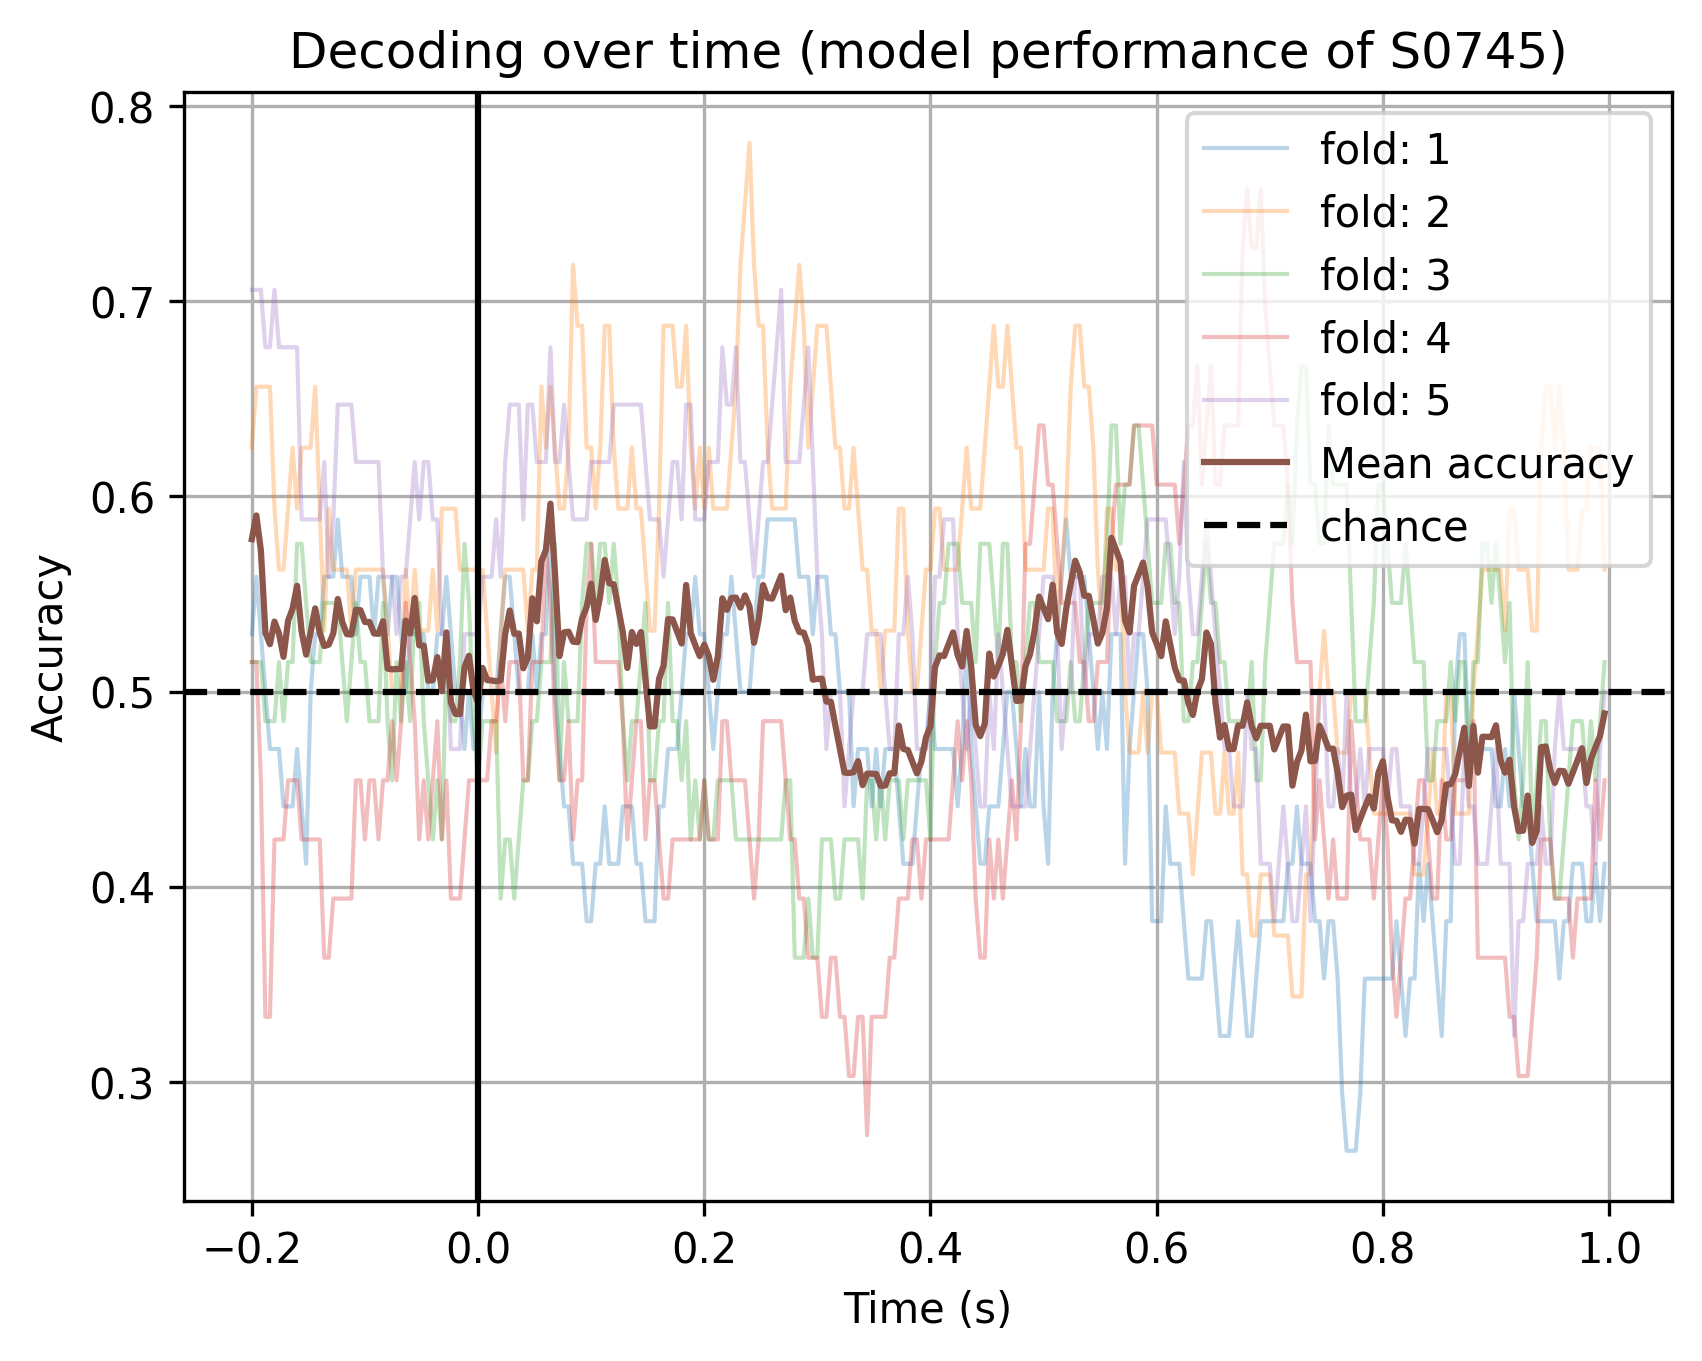 Decoding over time (model performance of S0745)
0.8
0.7
0.6
0.5
0.4
0.3
Accuracy
fold: 1
fold: 2
fold: 3
fold: 4
fold: 5
Mean accuracy
chance
−0.2
0.0
0.2
0.4
0.6
0.8
1.0
Time (s)